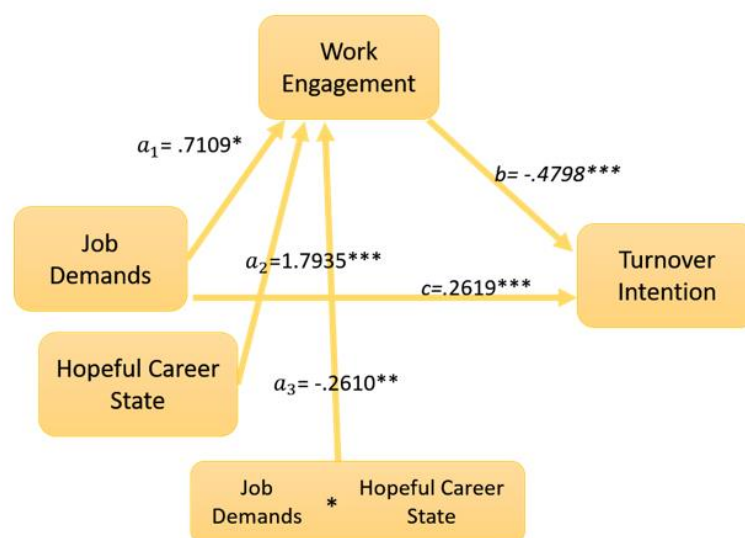 Work
Engagement
a₁= .7109*
b= -.4798***
Job
Demands
a₂=1.7935***
c=.2619***
Turnover
Intention
Hopeful Career
State
a₃= -.2610**
Job
Demands
*
Hopeful Career
State